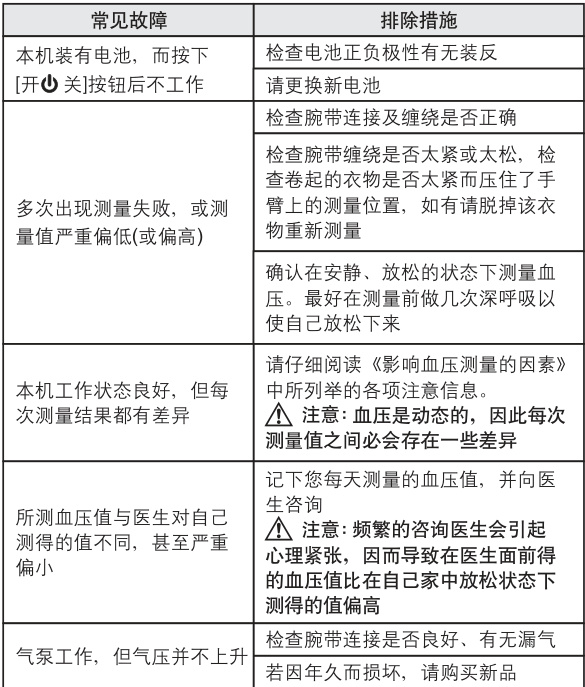 常见故障
排除措施
本机装有电池，而按下
[开 关]按钮后不工作
检查电池正负极性有无装反
请更换新电池
多次出现测量失败，或测
量值严重偏低(或偏高)
检查腕带连接及缠绕是否正确
检查腕带缠绕是否太紧或太松，检
查卷起的衣物是否太紧而压住了手
臂上的测量位置，如有请脱掉该衣
物重新测量
确认在安静、放松的状态下测量血
压。最好在测量前做几次深呼吸以
使自己放松下来
本机工作状态良好，但每
次测量结果都有差异
请仔细阅读《影响血压测量的因素》
中所列举的各项注意信息。
注意：血压是动态的，因此每次
测量值之间必会存在一些差异
所测血压值与医生对自己
测得的值不同，甚至严重
偏小
记下您每天测量的血压值，并向医
生咨询
注意：频繁的咨询医生会引起
心理紧张，因而导致在医生面前得
的血压值比在自己家中放松状态下
测得的值偏高
气泵工作，但气压并不上升
检查腕带连接是否良好、有无漏气
若因年久而损坏，请购买新品